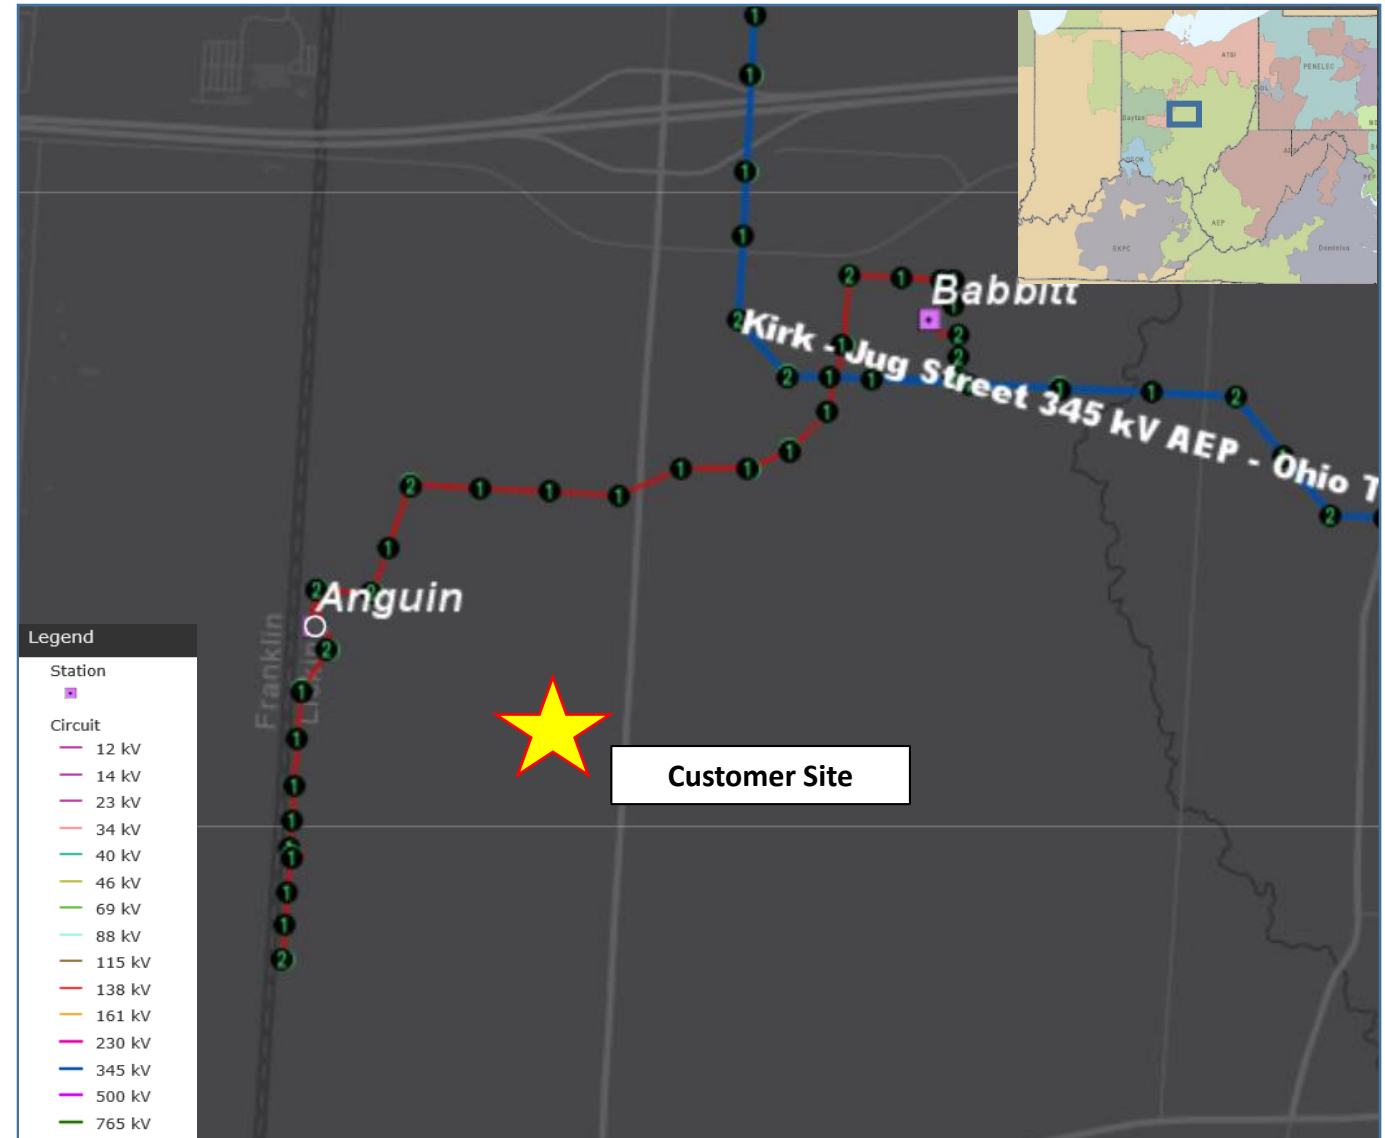 ATSI
PENELEC
Dayton
AEP
EKPC
Dominion
Babbitt
Kirk - Jug Street 345 kV AEP - Ohio T
Anguin
Franklin
Customer Site
Legend
Station
Circuit
12 kV
14 kV
23 kV
34 kV
40 kV
46 kV
69 kV
88 kV
115 kV
138 kV
161 kV
230 kV
345 kV
500 kV
765 kV